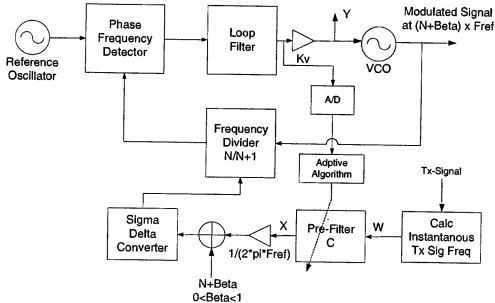 Reference
Oscillator
Phase
Frequency
Detector
Loop
Filter
Kv
Y
VCO
Modulated Signal
at (N+Beta) x Fref
A/D
Frequency
Divider
N/N+1
Adptive
Algorithm
Tx-Signal
Sigma
Delta
Converter
N+Beta
0<Beta<1
1/(2*pi*Fref)
X
Pre-Filter
C
W
Calc
Instantanous
Tx Sig Freq